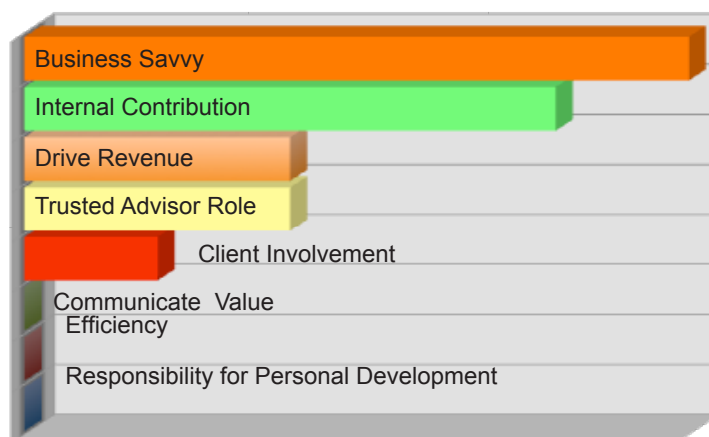 Business Savvy
Internal Contribution
Drive Revenue
Trusted Advisor Role
Client Involvement
Communicate  Value
Efficiency
Responsibility for Personal Development